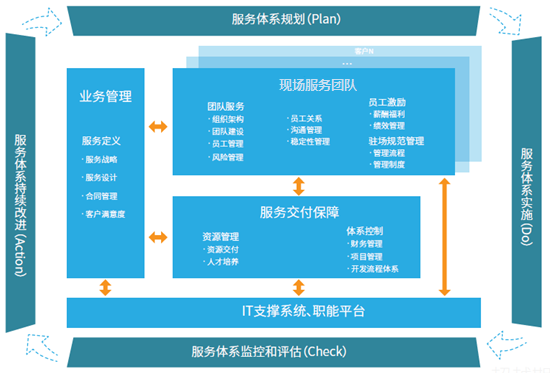 服务体系规划(Plan)
客户N
...
现场服务团队
业务管理
团队服务
·组织架构
·团队建设
·员工管理
·风险管理
·员工关系
·沟通管理
·稳定性管理
员工激励
·薪酬福利
·绩效管理
驻场规范管理
·管理流程
·管理制度
服务定义
·服务战略
·服务设计
·合同管理
·客户满意度
服务交付保障
资源管理
·资源交付
·人才培养
体系控制
·财务管理
·项目管理
·开发流程体系
IT支撑系统、职能平台
服务体系持续改进(Action)
服务体系实施(Do)
服务体系监控和评估(Check)